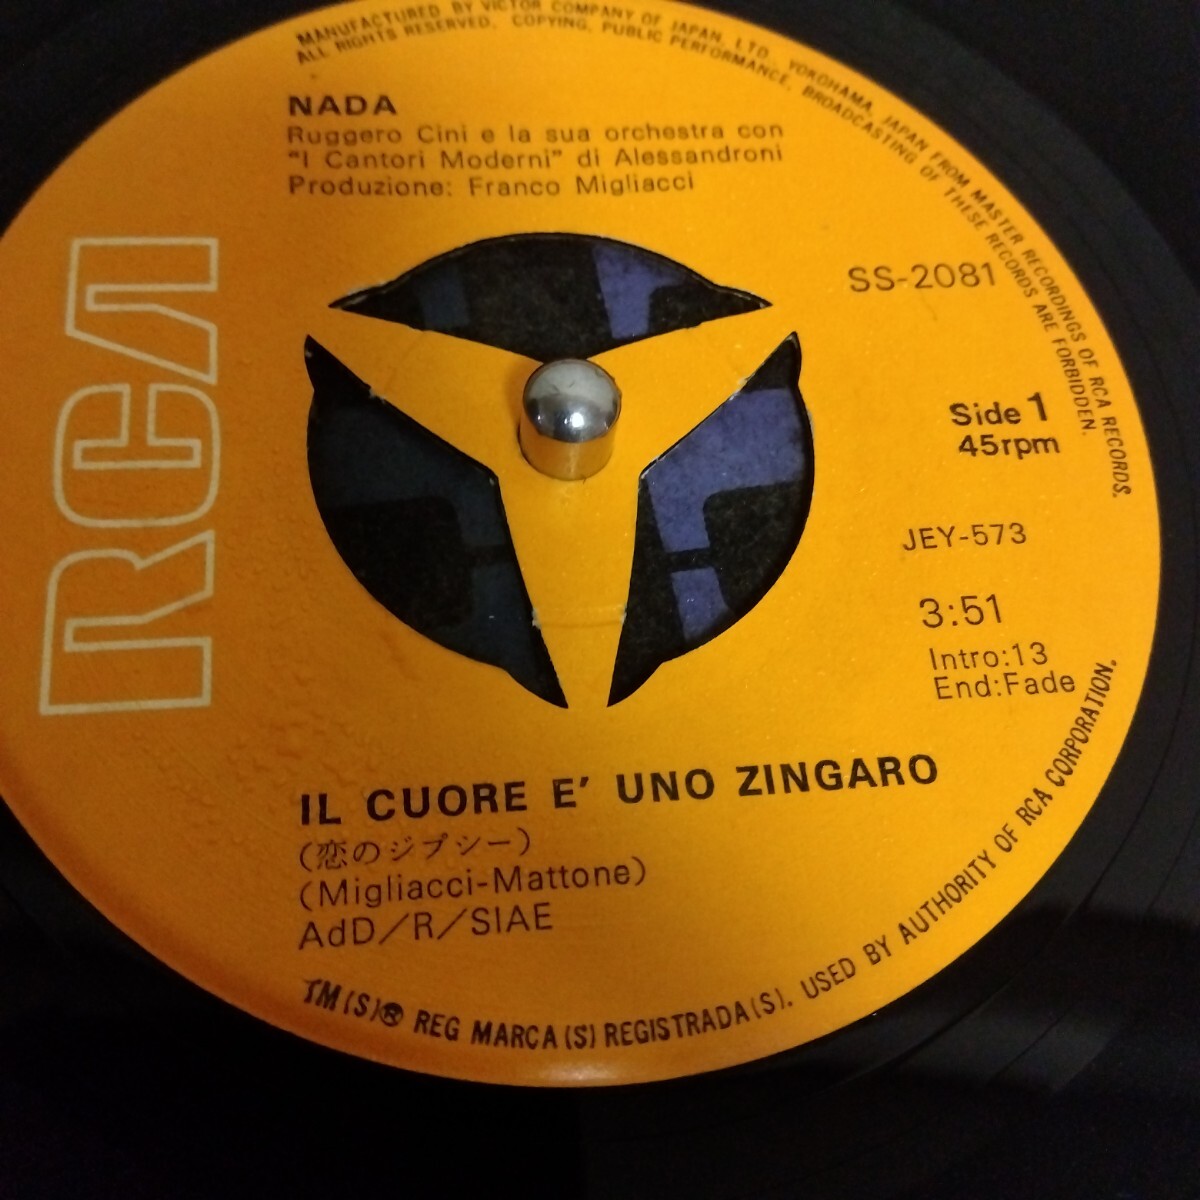 MANUFACTURED BY VICTOR COMPANY OF JAPAN, LTD., YOKOHAMA, JAPAN FROM MASTER RECORDINGS OF RCA RECORDS.
ALL RIGHTS RESERVED. COPYING, PUBLIC PERFORMANCE, BROADCASTING OF THESE RECORDS ARE FORBIDDEN.
NADA
Ruggero Cini e la sua orchestra con
"I Cantori Moderni" di Alessandroni
Produzione: Franco Migliacci
RCA
SS-2081
Side 1
45rpm
JEY-573
3:51
Intro:13
End:Fade
IL CUORE E' UNO ZINGARO
(恋のジプシー)
(Migliacci-Mattone)
AdD/R/SIAE
TM(S)® REG MARCA(S) REGISTRADA(S). USED BY AUTHORITY OF RCA CORPORATION.